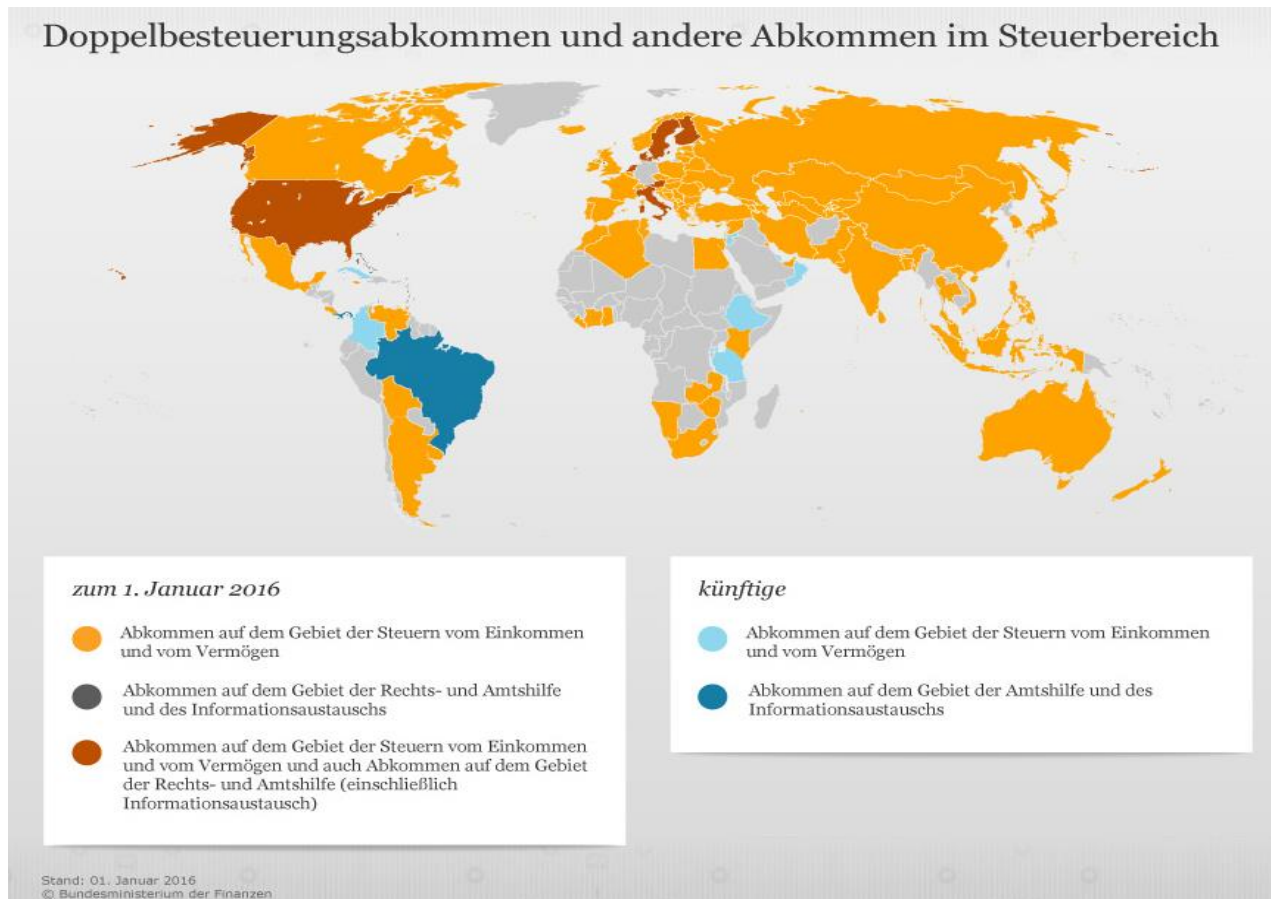 Doppelbesteuerungsabkommen und andere Abkommen im Steuerbereich
zum 1. Januar 2016
Abkommen auf dem Gebiet der Steuern vom Einkommen
und vom Vermögen
Abkommen auf dem Gebiet der Rechts- und Amtshilfe
und des Informationsaustauschs
Abkommen auf dem Gebiet der Steuern vom Einkommen
und vom Vermögen und auch Abkommen auf dem Gebiet
der Rechts- und Amtshilfe (einschließlich
Informationsaustausch)
künftige
Abkommen auf dem Gebiet der Steuern vom Einkommen
und vom Vermögen
Abkommen auf dem Gebiet der Amtshilfe und des
Informationsaustauschs
Stand: 01. Januar 2016
© Bundesministerium der Finanzen